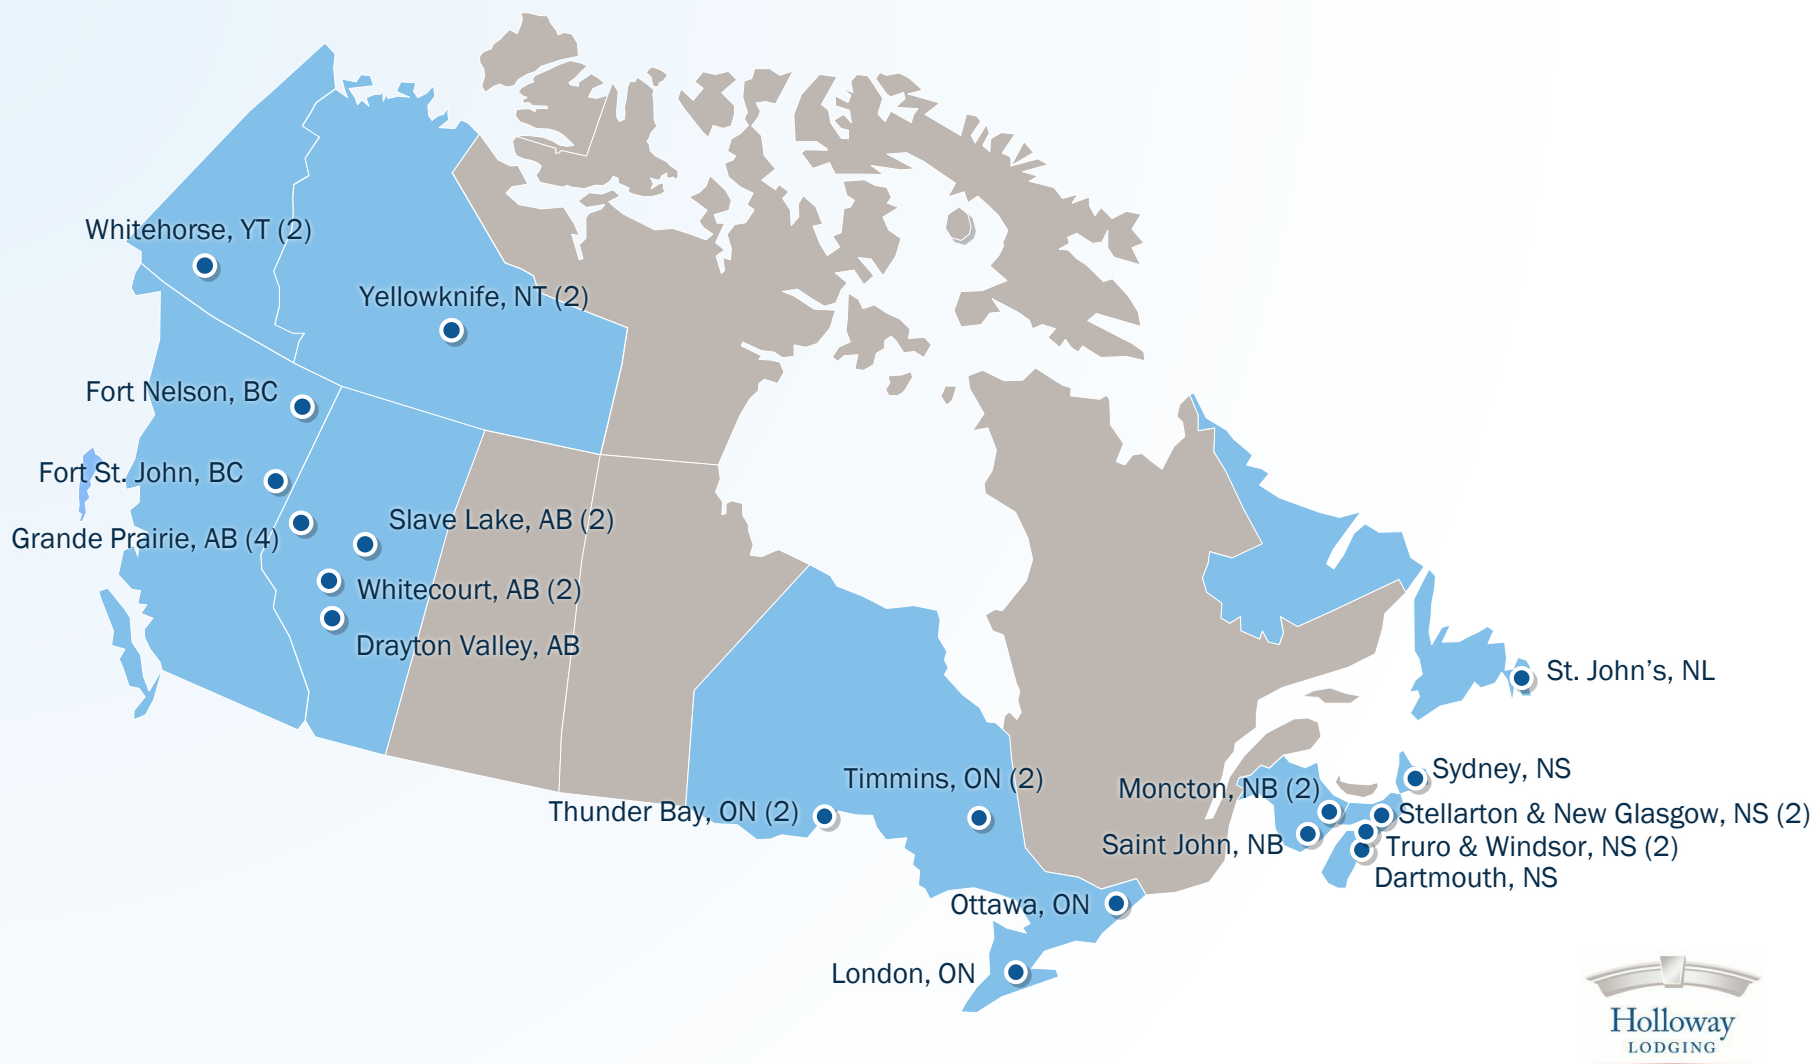 Whitehorse, YT (2)
Yellowknife, NT (2)
Fort Nelson, BC
Fort St. John, BC
Slave Lake, AB (2)
Grande Prairie, AB (4)
Whitecourt, AB (2)
Drayton Valley, AB
St. John’s, NL
Sydney, NS
Timmins, ON (2)
Moncton, NB (2)
Thunder Bay, ON (2)
Stellarton & New Glasgow, NS (2)
Saint John, NB
Truro & Windsor, NS (2)
Dartmouth, NS
Ottawa, ON
London, ON
Holloway
LODGING